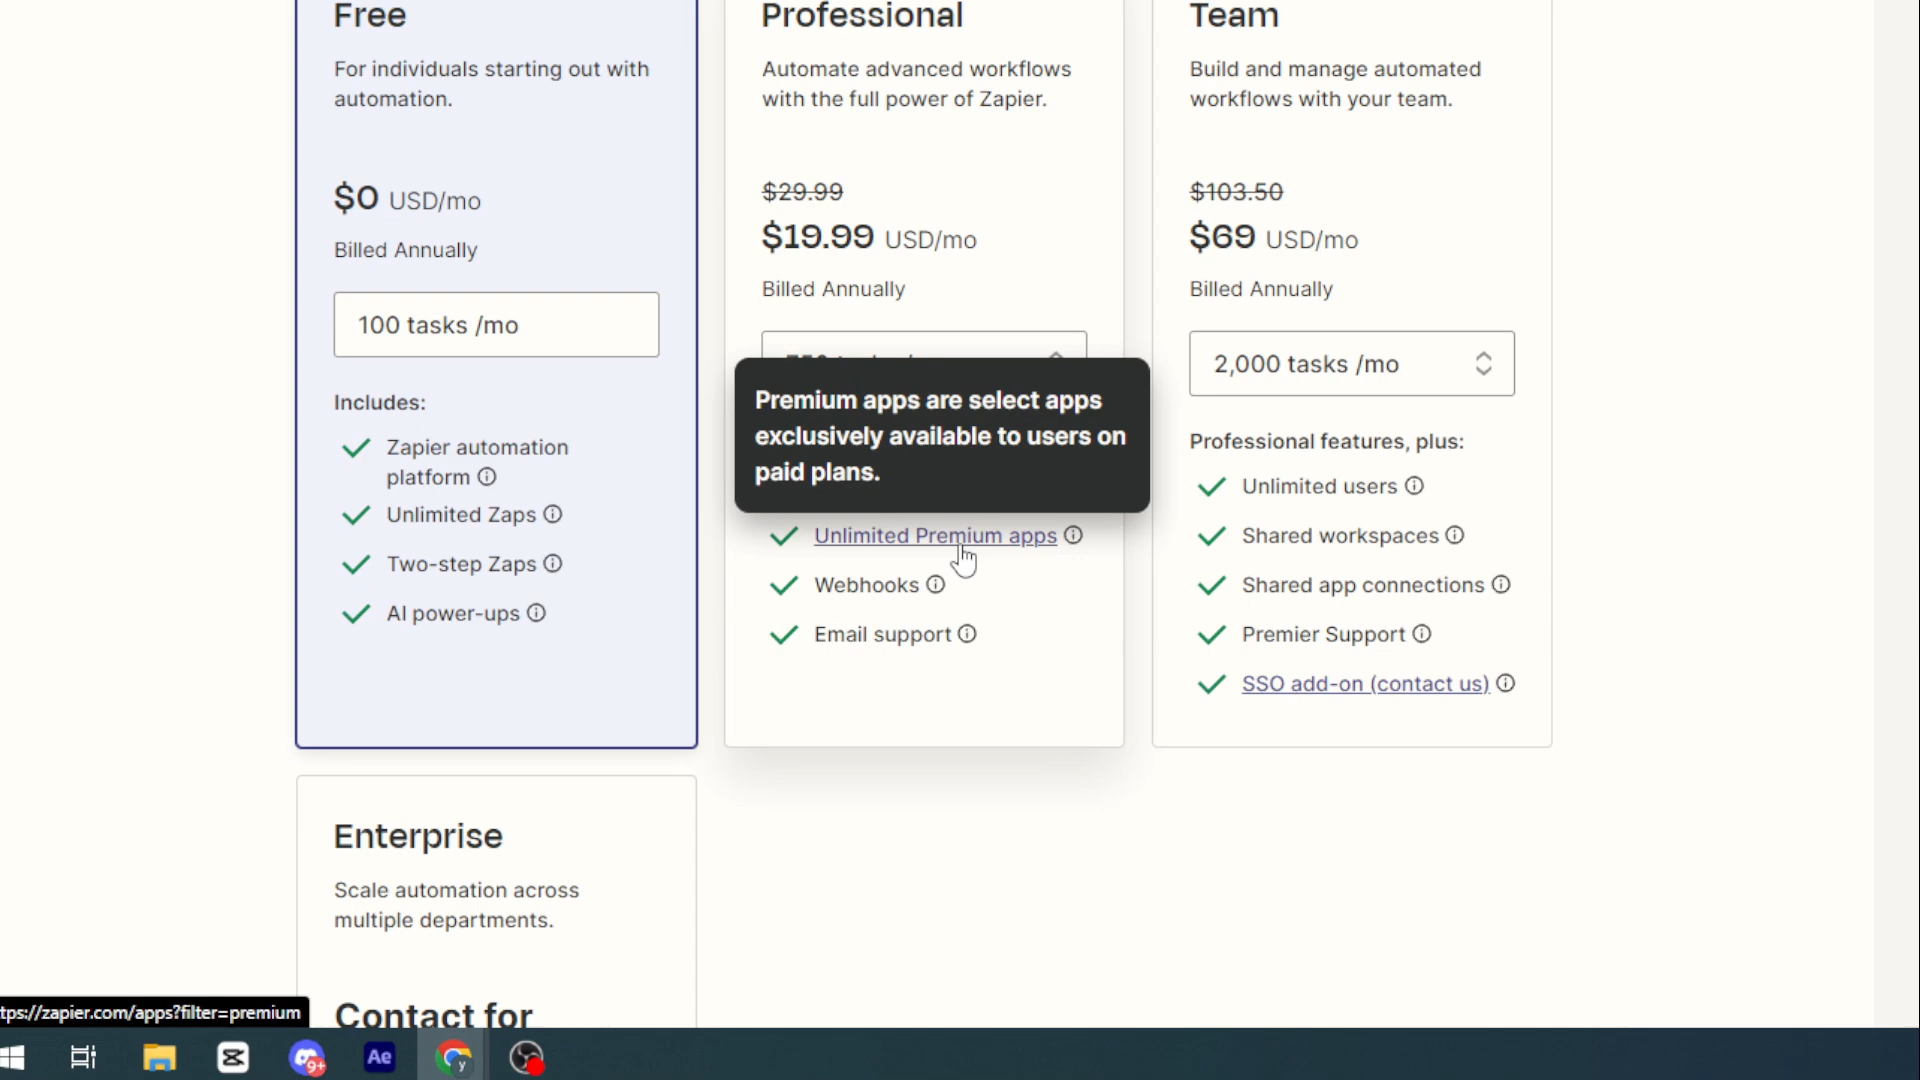 Free
For individuals starting out with
automation.
$0 USD/mo
Billed Annually
100 tasks /mo
Includes:
Zapier automation
platform
Unlimited Zaps
Two-step Zaps
AI power-ups
Professional
Automate advanced workflows
with the full power of Zapier.
$29.99
$19.99 USD/mo
Billed Annually
Premium apps are select apps
exclusively available to users on
paid plans.
Unlimited Premium apps
Webhooks
Email support
Team
Build and manage automated
workflows with your team.
$103.50
$69 USD/mo
Billed Annually
2,000 tasks /mo
Professional features, plus:
Unlimited users
Shared workspaces
Shared app connections
Premier Support
SSO add-on (contact us)
Enterprise
Scale automation across
multiple departments.
Contact for
tps://zapier.com/apps?filter=premium
9+
Ae
y